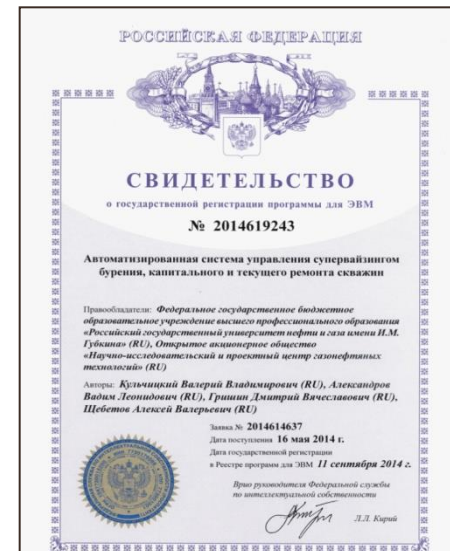 РОССИЙСКАЯ ФЕДЕРАЦИЯ
СВИДЕТЕЛЬСТВО
о государственной регистрации программы для ЭВМ
№ 2014619243
Автоматизированная система управления супервайзингом
бурения, капитального и текущего ремонта скважин
Правообладатели: Федеральное государственное бюджетное
образовательное учреждение высшего профессионального образования
«Российский государственный университет нефти и газа имени И.М.
Губкина» (RU), Открытое акционерное общество
«Научно-исследовательский и проектный центр газонефтяных
технологий» (RU)
Авторы: Кульчицкий Валерий Владимирович (RU), Александров
Вадим Леонидович (RU), Гришин Дмитрий Вячеславович (RU),
Щебетов Алексей Валерьевич (RU)
Заявка № 2014614637
Дата поступления 16 мая 2014 г.
Дата государственной регистрации
в Реестре программ для ЭВМ 11 сентября 2014 г.
Врио руководителя Федеральной службы
по интеллектуальной собственности
Л.Л. Кирий